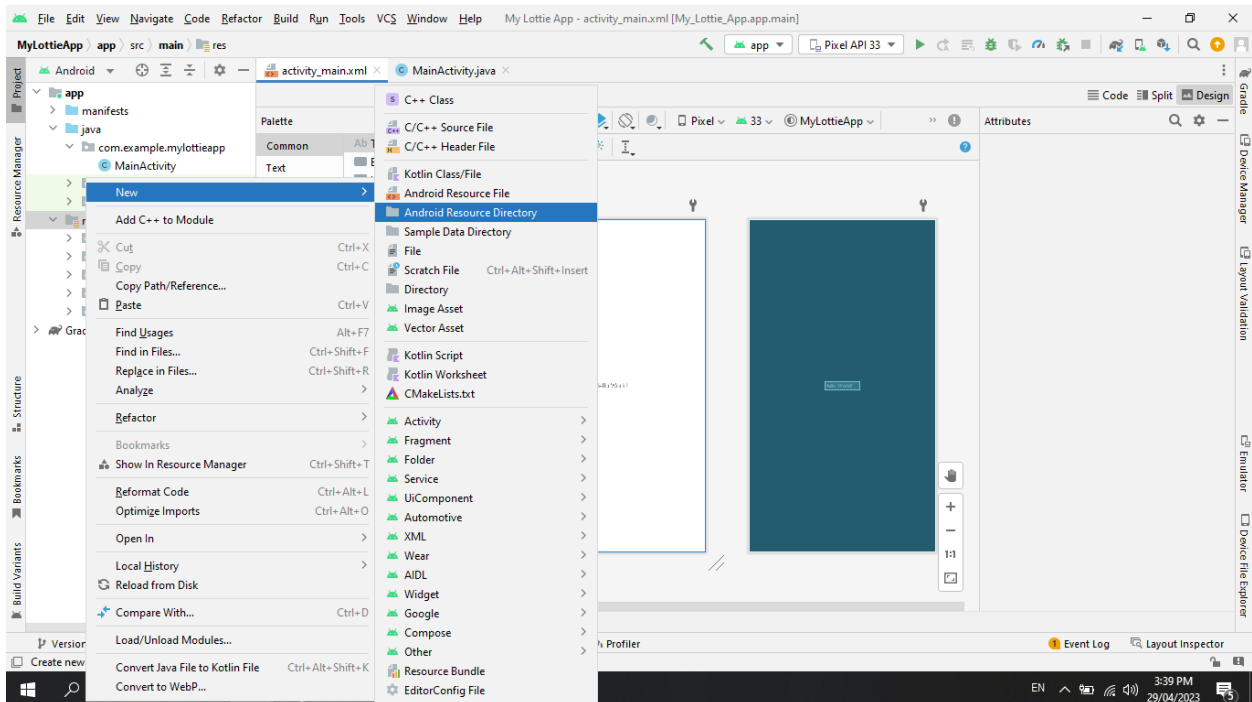 File Edit View Navigate Code Refactor Build Run Tools VCS Window Help My Lottie App - activity_main.xml [My_Lottie_App.app.main]
MyLottieApp app src main res
app Pixel API 33
Android activity_main.xml MainActivity.java
Code Split Design
Project
Resource Manager
Structure
Bookmarks
Build Variants
app
manifests
java
com.example.mylottieapp
MainActivity
Palette
Common Ab
Text
Pixel 33 MyLottieApp
Attributes
New
Add C++ to Module
Cut Ctrl+X
Copy Ctrl+C
Copy Path/Reference...
Paste Ctrl+V
Find Usages Alt+F7
Find in Files... Ctrl+Shift+F
Replace in Files... Ctrl+Shift+R
Analyze
Refactor
Bookmarks
Show In Resource Manager Ctrl+Shift+T
Reformat Code Ctrl+Alt+L
Optimize Imports Ctrl+Alt+O
Open In
Local History
Reload from Disk
Compare With... Ctrl+D
Load/Unload Modules...
Convert Java File to Kotlin File Ctrl+Alt+Shift+K
Convert to WebP...
C++ Class
C/C++ Source File
C/C++ Header File
Kotlin Class/File
Android Resource File
Android Resource Directory
Sample Data Directory
File
Scratch File Ctrl+Alt+Shift+Insert
Directory
Image Asset
Vector Asset
Kotlin Script
Kotlin Worksheet
CMakeLists.txt
Activity
Fragment
Folder
Service
UiComponent
Automotive
XML
Wear
AIDL
Widget
Google
Compose
Other
Resource Bundle
EditorConfig File
1:1
Gradle
Device Manager
Layout Validation
Emulator
Device File Explorer
Profiler
1 Event Log Layout Inspector
Create new
EN 3:39 PM
29/04/2023
5